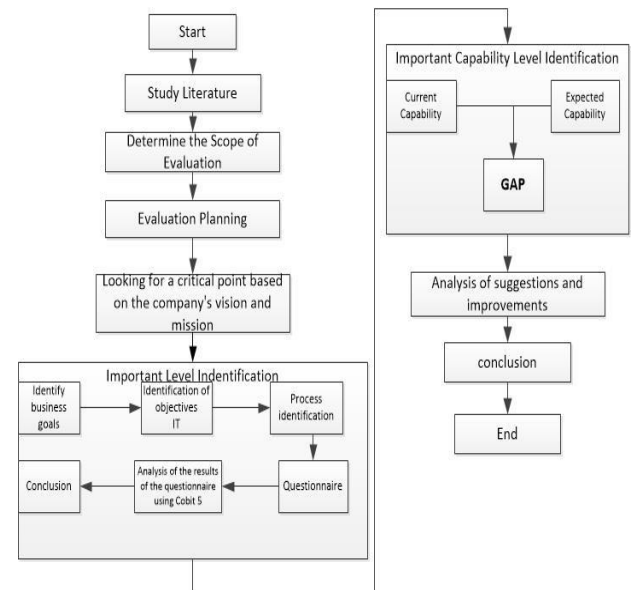 Start
Study Literature
Determine the Scope of
Evaluation
Evaluation Planning
Looking for a critical point based
on the company's vision and
mission
Important Level Indentification
Identify
business
goals
Identification of
objectives
IT
Process
identification
Questionnaire
Analysis of the results
of the questionnaire
using Cobit 5
Conclusion
Important Capability Level Identification
Current
Capability
Expected
Capability
GAP
Analysis of suggestions and
improvements
conclusion
End